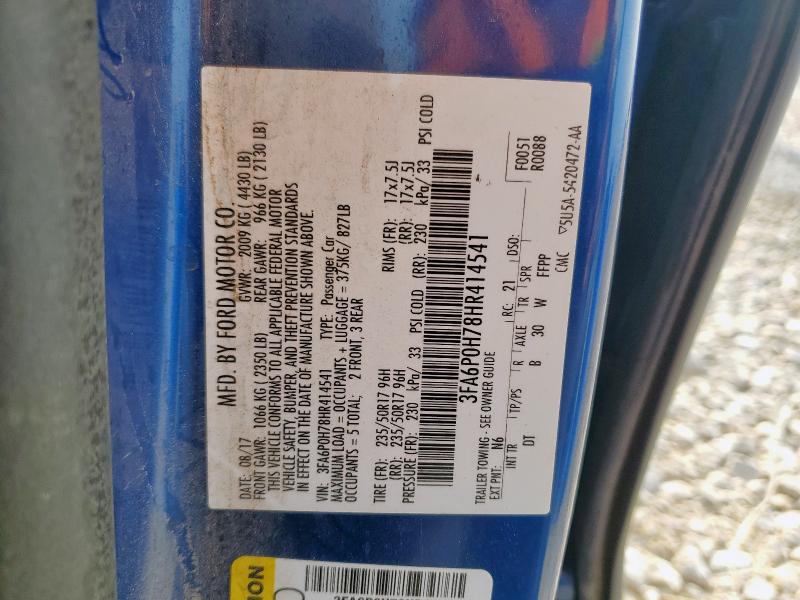 MFD. BY FORD MOTOR CO.
DATE: 08/17 GVWR: 2009 KG ( 4430 LB)
FRONT GAWR: 1066 KG ( 2350 LB) REAR GAWR: 966 KG ( 2130 LB)
THIS VEHICLE CONFORMS TO ALL APPLICABLE FEDERAL MOTOR
VEHICLE SAFETY, BUMPER, AND THEFT PREVENTION STANDARDS
IN EFFECT ON THE DATE OF MANUFACTURE SHOWN ABOVE.
VIN: 3FA6P0H78HR414541 TYPE: Passenger Car
MAXIMUM LOAD = OCCUPANTS + LUGGAGE = 375KG/ 827LB
OCCUPANTS = 5 TOTAL; 2 FRONT, 3 REAR
TIRE (FR): 235/50R17 96H RIMS (FR): 17x7.5J
(RR): 235/50R17 96H (RR): 17x7.5J
PRESSURE (FR): 230 kPa/ 33 PSI COLD (RR): 230 kPa/ 33 PSI COLD
3FA6P0H78HR414541
TRAILER TOWING - SEE OWNER GUIDE
EXT PNT: N6 RC: 21 DSO: F0051
R0088
INT TR TP/PS R AXLE TR SPR
DT B 30 W FFPP
CMC ▽5U5A-5420472-AA